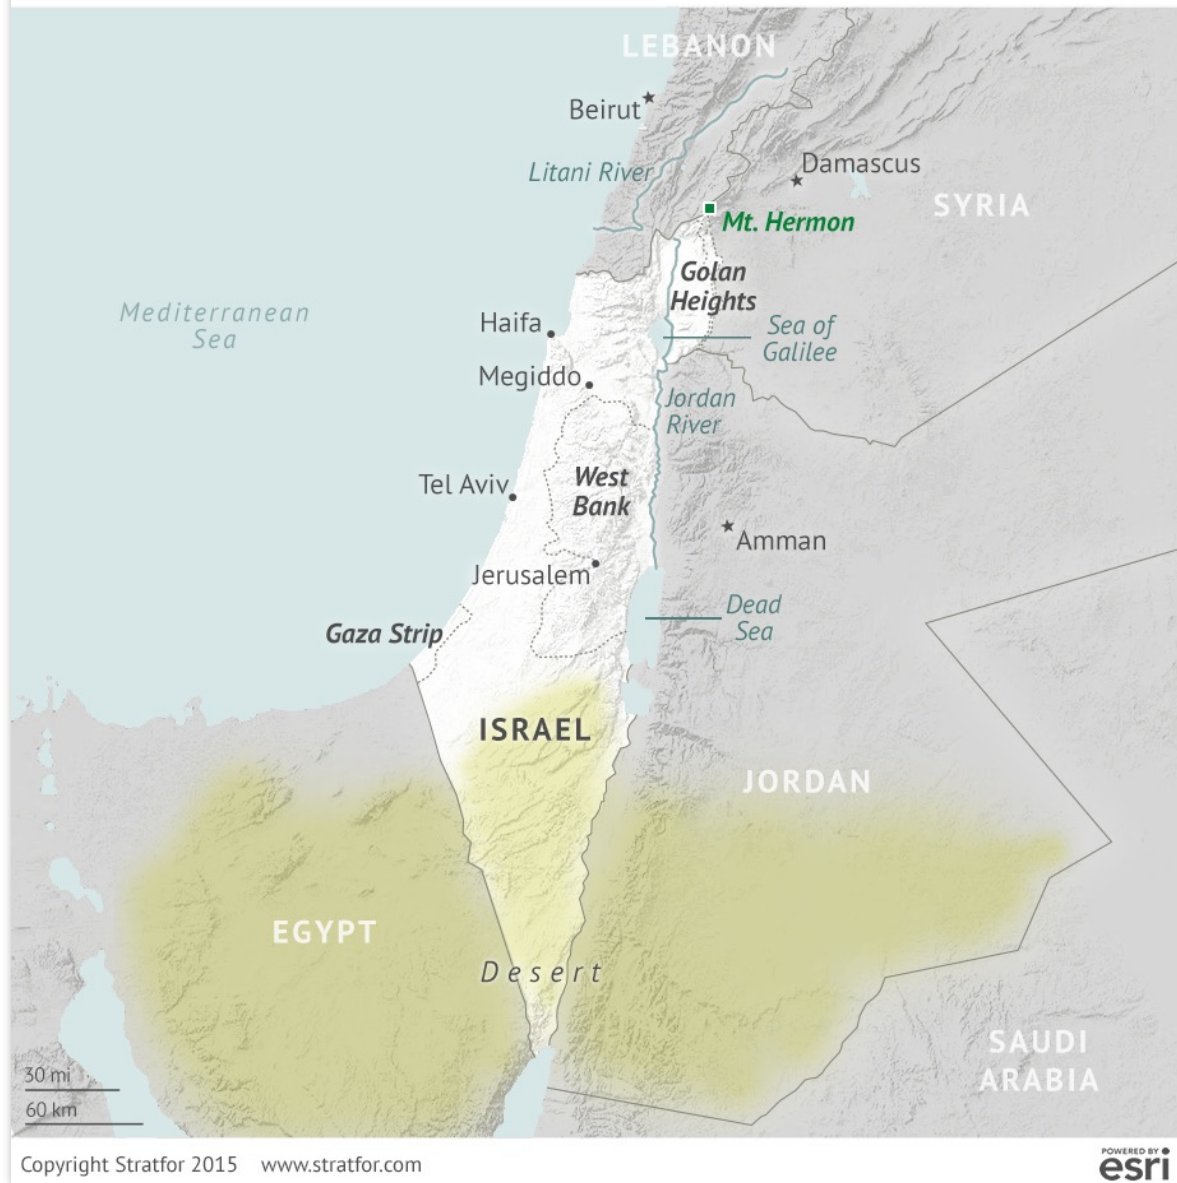 LEBANON
Beirut
Litani River
Damascus
SYRIA
Mt. Hermon
Golan
Heights
Mediterranean
Sea
Haifa
Sea of
Galilee
Megiddo
Jordan
River
West
Bank
Tel Aviv
Amman
Jerusalem
Dead
Sea
Gaza Strip
ISRAEL
JORDAN
EGYPT
Desert
SAUDI
ARABIA
30 mi
60 km
Copyright Stratfor 2015 www.stratfor.com
POWERED BY
esri